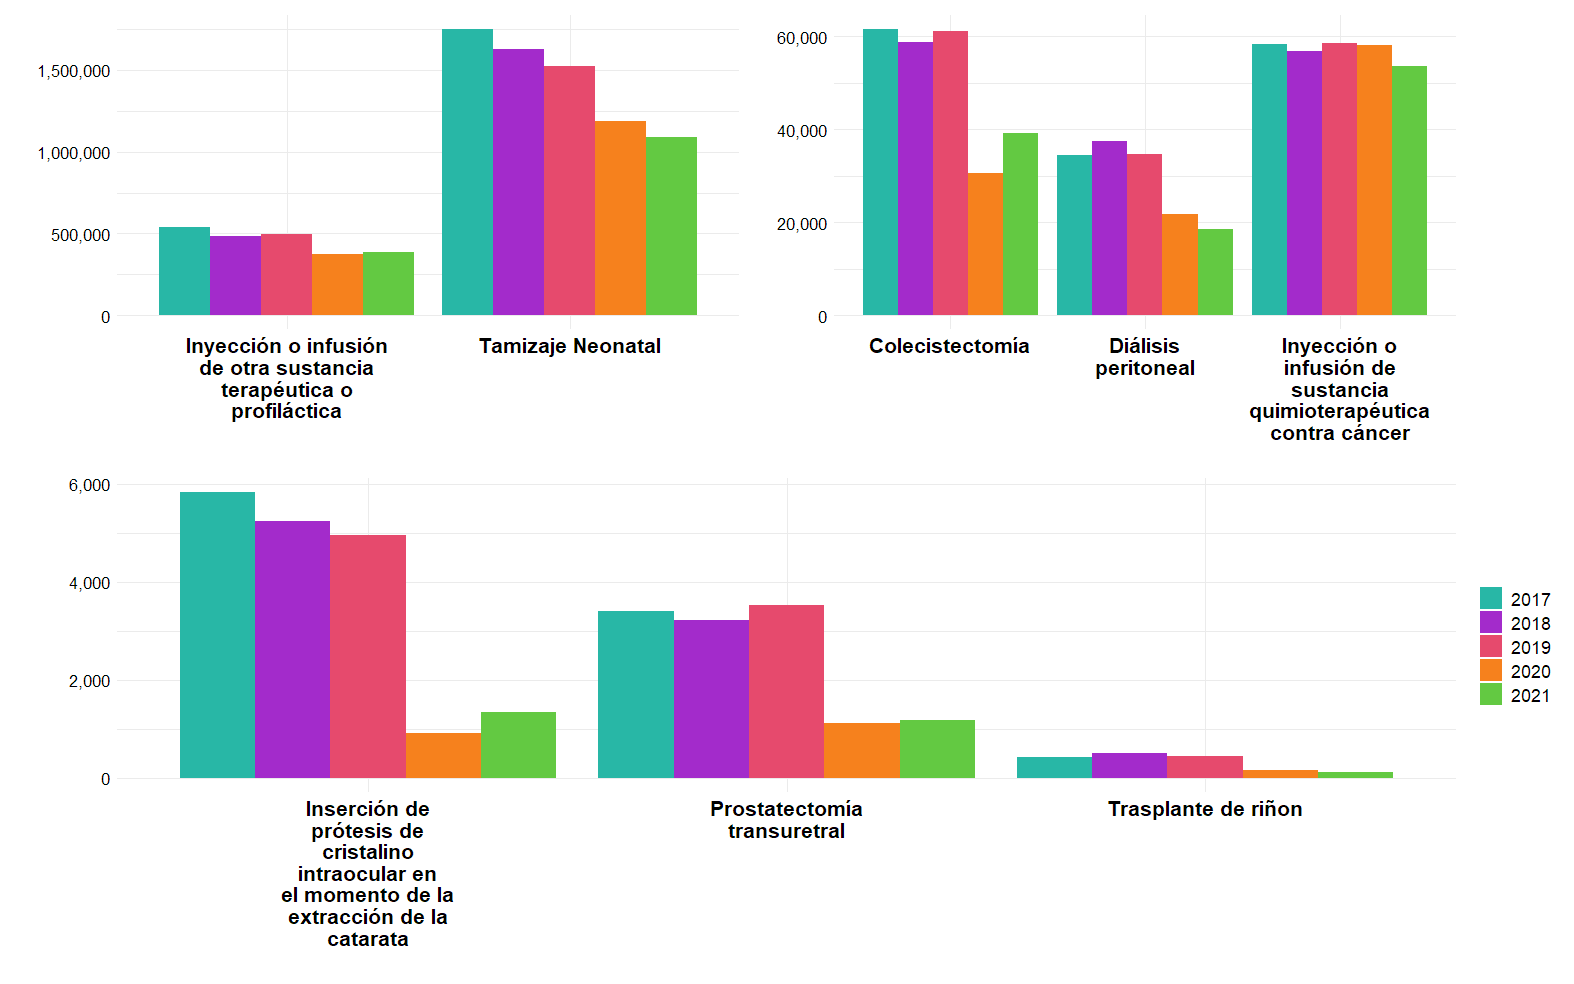 1,500,000
1,000,000
500,000
0
Inyección o infusión
de otra sustancia
terapéutica o
profiláctica
Tamizaje Neonatal
60,000
40,000
20,000
0
Colecistectomía
Diálisis
peritoneal
Inyección o
infusión de
sustancia
quimioterapéutica
contra cáncer
6,000
4,000
2,000
0
Inserción de
prótesis de
cristalino
intraocular en
el momento de la
extracción de la
catarata
Prostatectomía
transuretral
Trasplante de riñon
2017
2018
2019
2020
2021